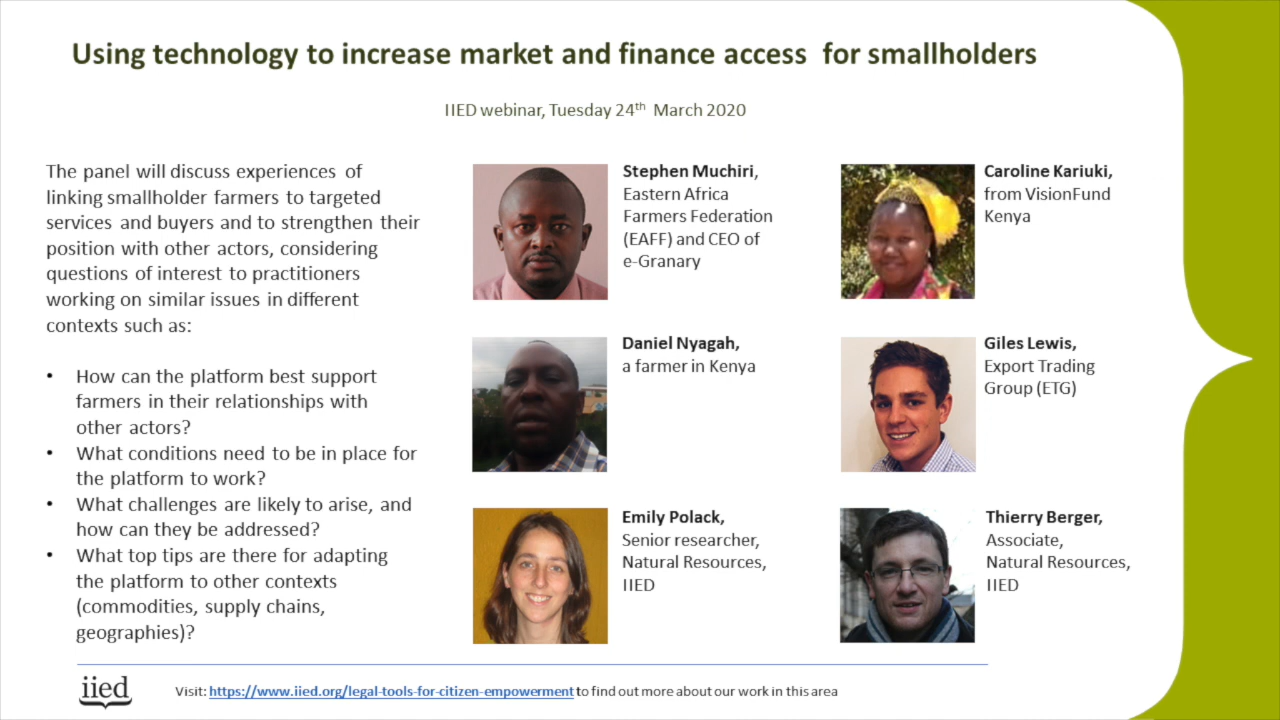 Using technology to increase market and finance access for smallholders
IIED webinar, Tuesday 24th March 2020
The panel will discuss experiences of
linking smallholder farmers to targeted
services and buyers and to strengthen their
position with other actors, considering
questions of interest to practitioners
working on similar issues in different
contexts such as:
• How can the platform best support
farmers in their relationships with
other actors?
• What conditions need to be in place for
the platform to work?
• What challenges are likely to arise, and
how can they be addressed?
• What top tips are there for adapting
the platform to other contexts
(commodities, supply chains,
geographies)?
Stephen Muchiri,
Eastern Africa
Farmers Federation
(EAFF) and CEO of
e-Granary
Caroline Kariuki,
from VisionFund
Kenya
Daniel Nyagah,
a farmer in Kenya
Giles Lewis,
Export Trading
Group (ETG)
Emily Polack,
Senior researcher,
Natural Resources,
IIED
Thierry Berger,
Associate,
Natural Resources,
IIED
iied
Visit: https://www.iied.org/legal-tools-for-citizen-empowerment to find out more about our work in this area